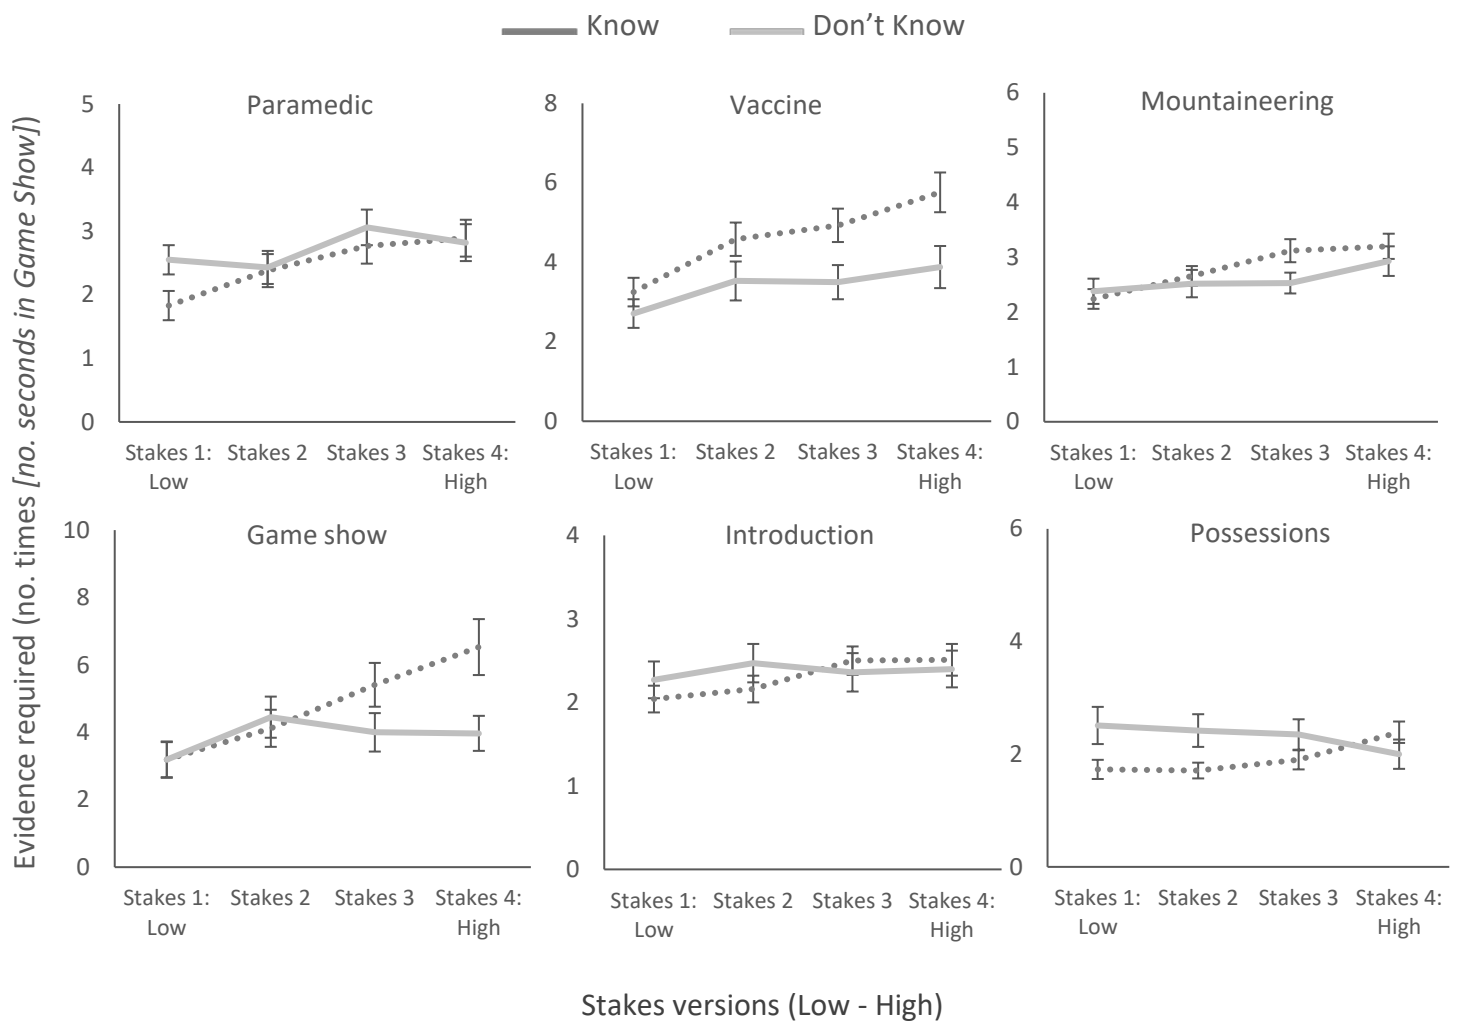 Know
Don't Know
Evidence required (no. times [no. seconds in Game Show])
Paramedic
5
4
3
2
1
0
Stakes 1: Stakes 2 Stakes 3 Stakes 4:
Low High
Vaccine
8
6
4
2
0
Stakes 1: Stakes 2 Stakes 3 Stakes 4:
Low High
Mountaineering
6
5
4
3
2
1
0
Stakes 1: Stakes 2 Stakes 3 Stakes 4:
Low High
Game show
10
8
6
4
2
0
Stakes 1: Stakes 2 Stakes 3 Stakes 4:
Low High
Introduction
4
3
2
1
0
Stakes 1: Stakes 2 Stakes 3 Stakes 4:
Low High
Possessions
6
4
2
0
Stakes 1: Stakes 2 Stakes 3 Stakes 4:
Low High
Stakes versions (Low - High)